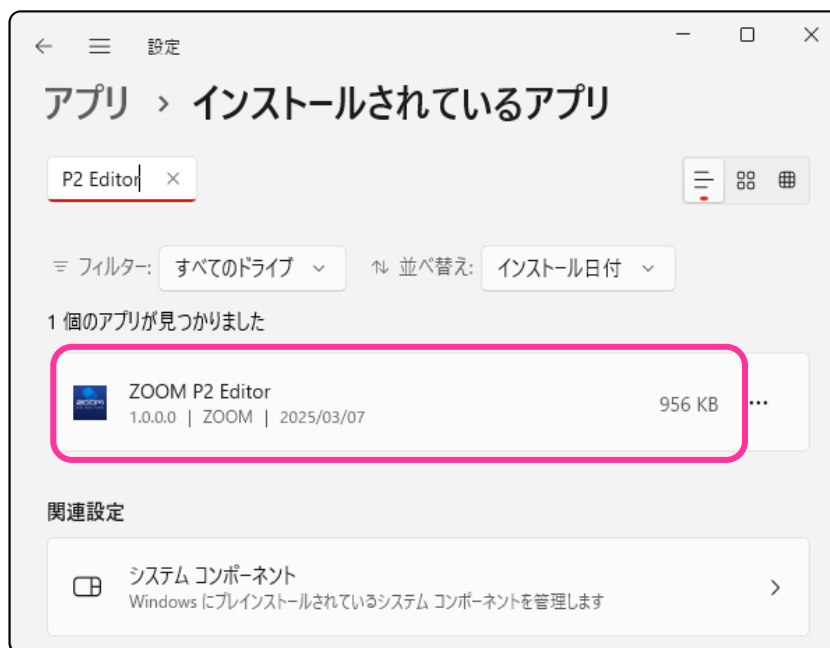 設定
アプリ › インストールされているアプリ
P2 Editor
フィルター: すべてのドライブ 並べ替え: インストール日付
1 個のアプリが見つかりました
ZOOM P2 Editor
1.0.0.0 | ZOOM | 2025/03/07
956 KB
関連設定
システム コンポーネント
Windows にプレインストールされているシステム コンポーネントを管理します